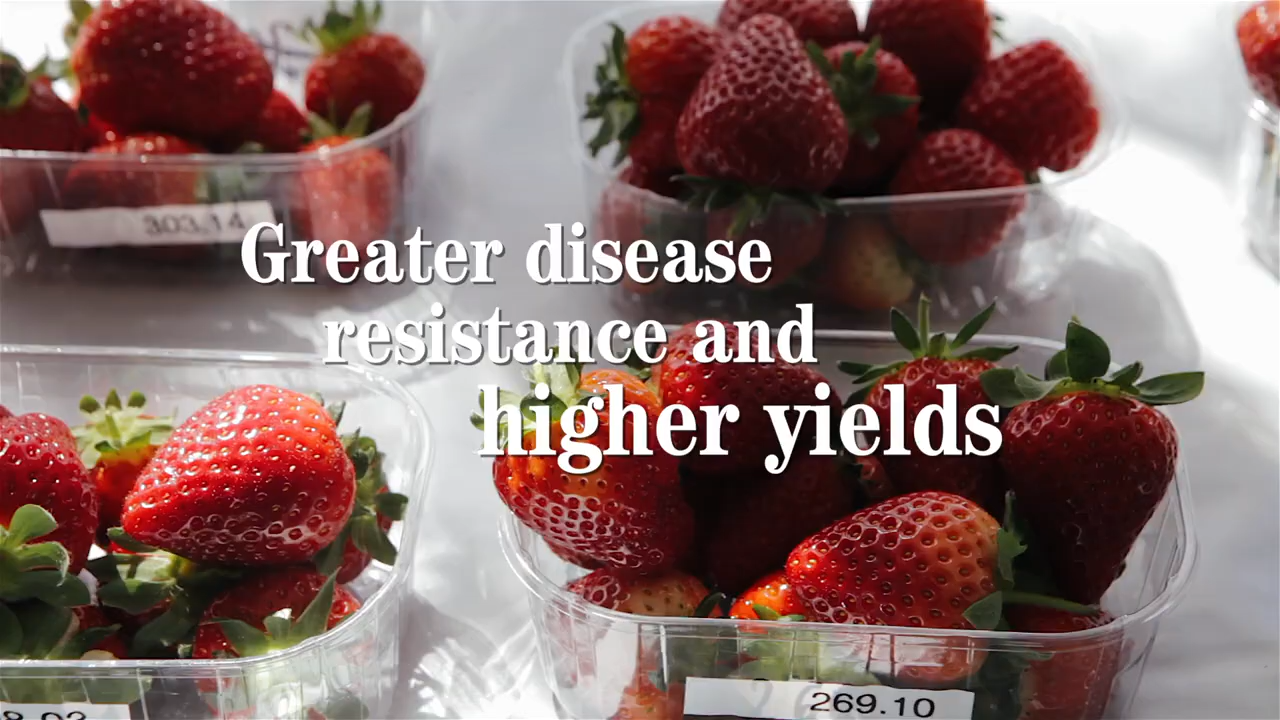 303.14
Greater disease
resistance and
higher yields
269.10